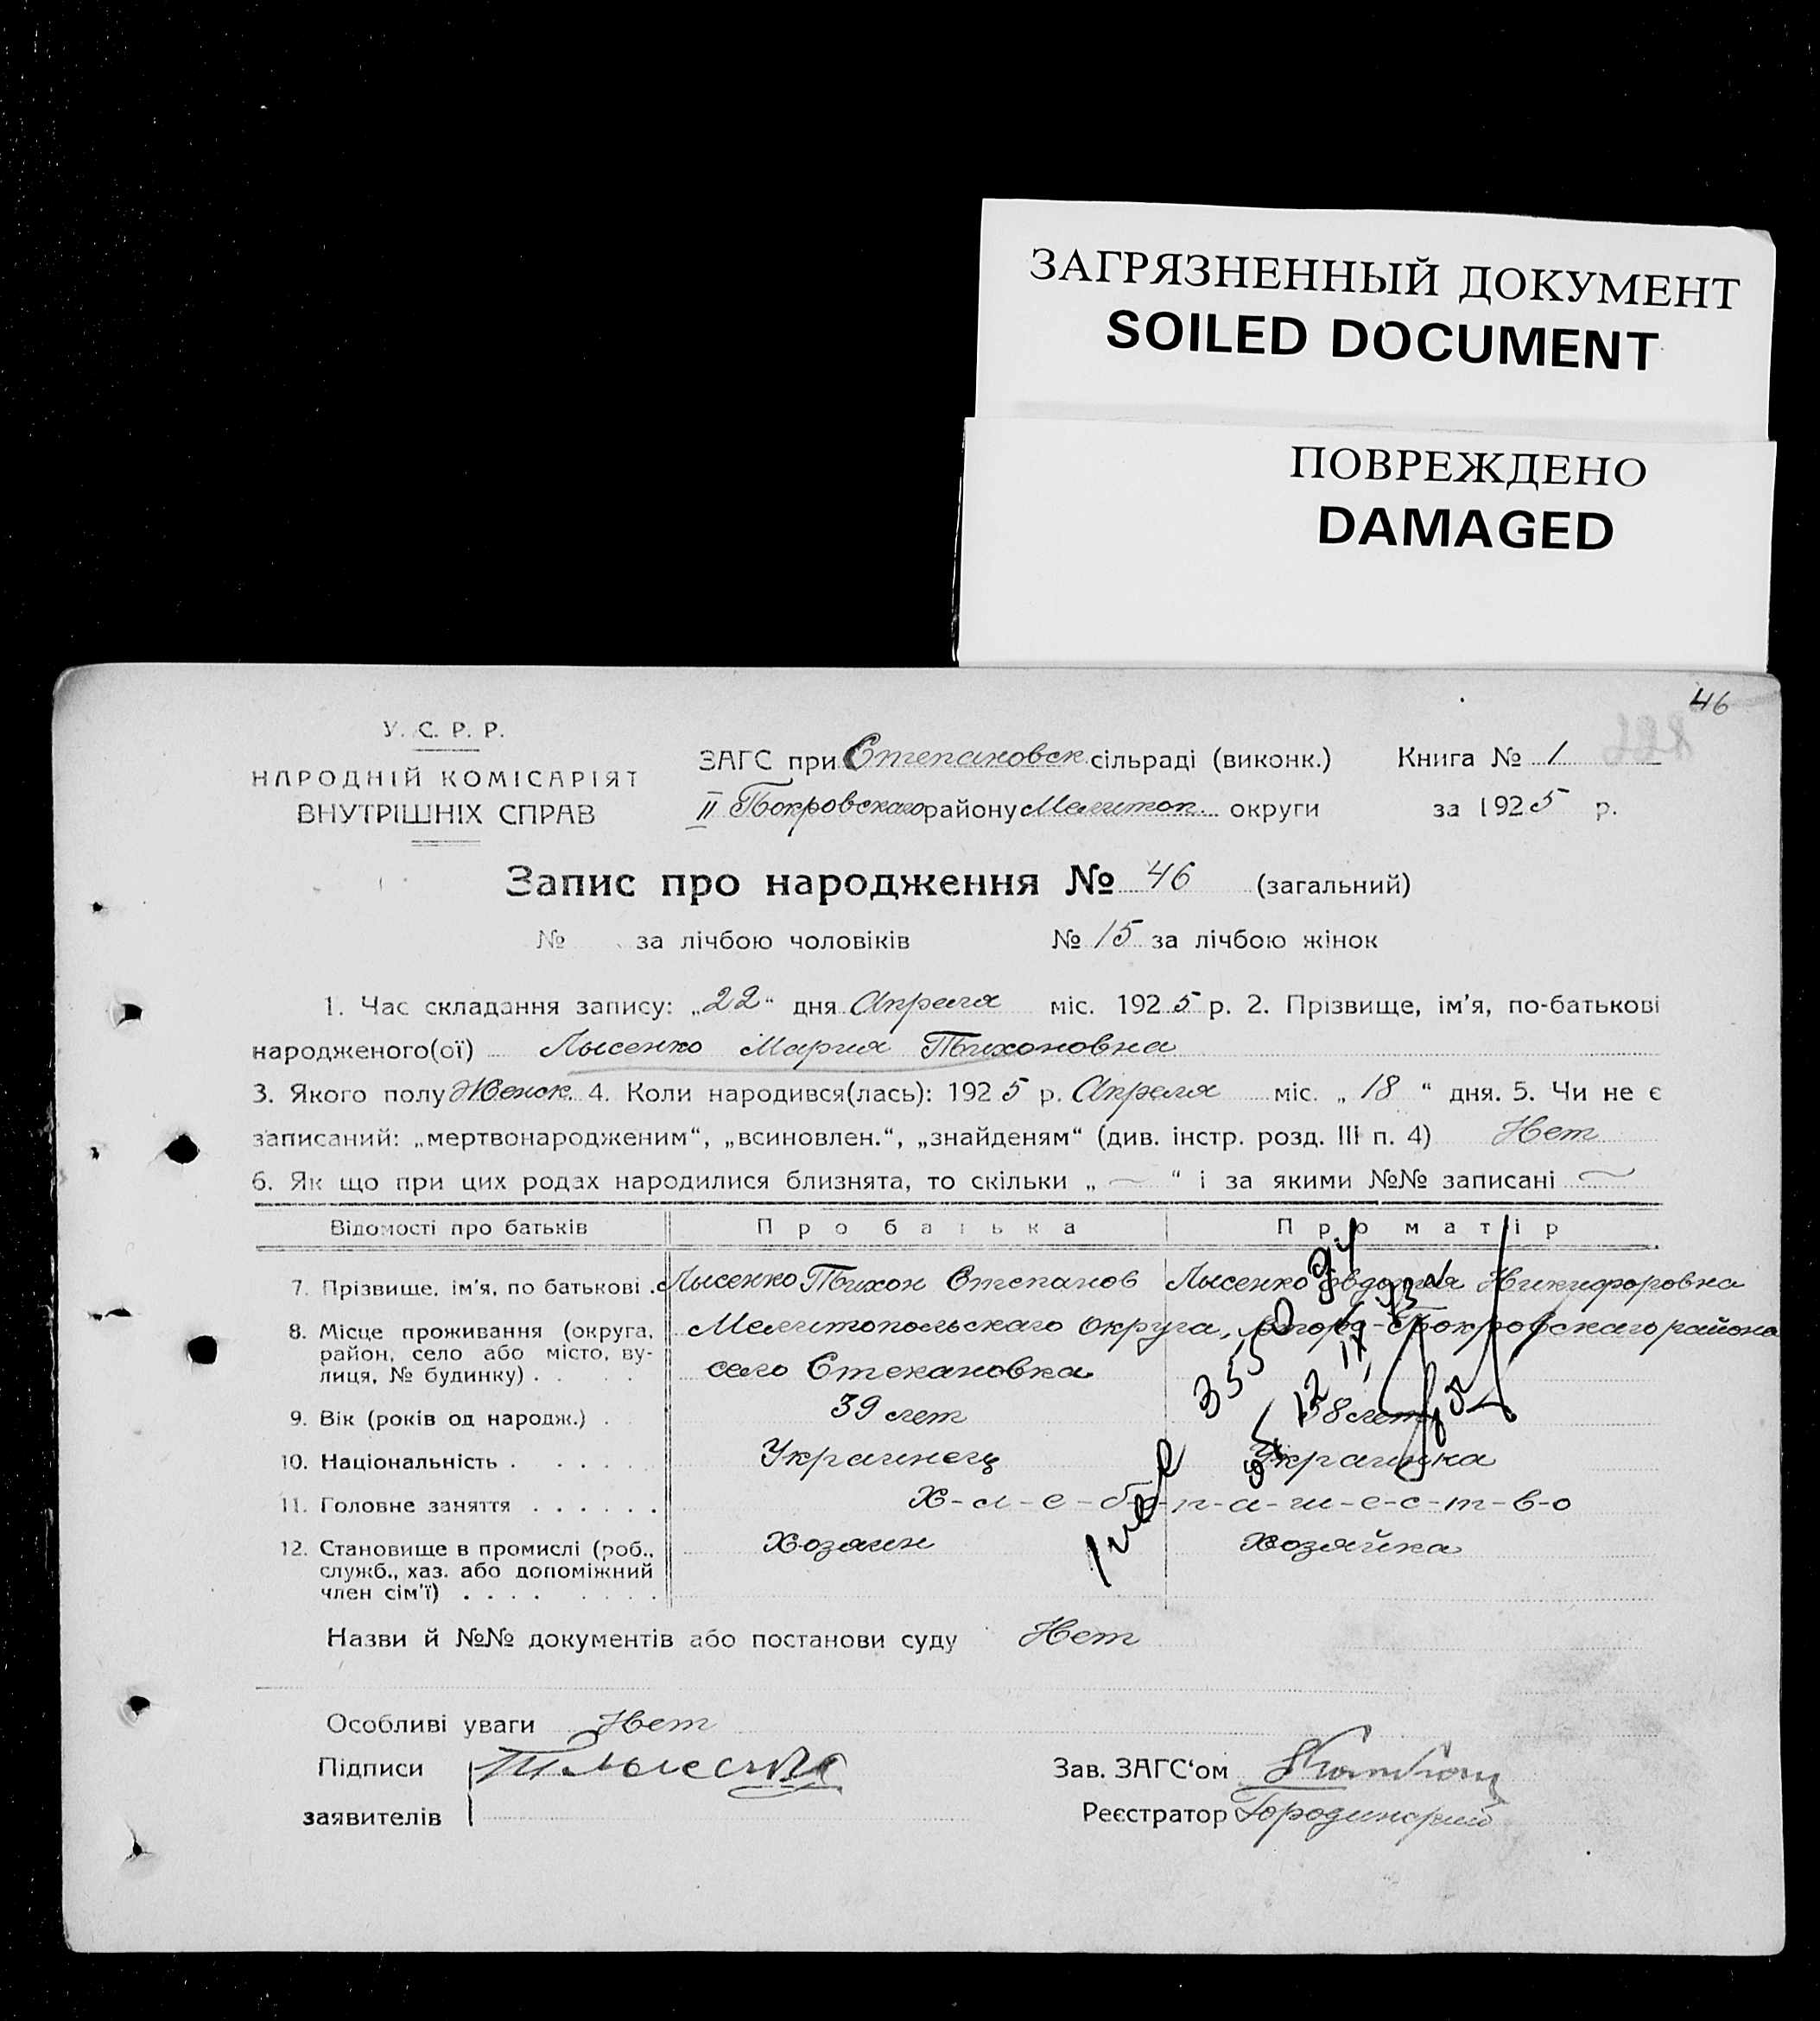 ЗАГРЯЗНЕННЫЙ ДОКУМЕНТ
SOILED DOCUMENT
ПОВРЕЖДЕНО
DAMAGED
46
У. С. Р. Р.
НАРОДНІЙ КОМІСАРІЯТ
ВНУТРІШНІХ СПРАВ
ЗАГС при Степановск. сільраді (виконк.) Книга № 1
II Покровскаго району Мелитоп. округи за 1925 р.
Запис про народження № 46 (загальний)
№ за лічбою чоловіків № 15 за лічбою жінок
1. Час складання запису: „22“ дня Апреля міс. 1925 р. 2. Прізвище, ім’я, по-батькові
народженого(ої) Лысенко Мария Тихоновна
3. Якого полу Женск. 4. Коли народився(лась): 1925 р. Апреля міс. „18“ дня. 5. Чи не є
записаний: „мертвонародженим“, „всиновлен.“, „знайденям“ (див. інстр. розд. III п. 4) Нет
6. Як що при цих родах народилися близнята, то скільки „ — “ і за якими №№ записані —
Відомості про батьків Про батька Про матір
7. Прізвище, ім’я, по батькові . Лысенко Тихон Степанов Лысенко Евдокия Никифоровна
8. Місце проживання (округа, район, село або місто, вулиця, № будинку) . . Мелитопольскаго округа, -Покровскаго района
село Степановка
9. Вік (років од народж.) . 39 лет 38 лет
10. Національність . . . . . . Украинец Украинка
11. Головне заняття . . . . . . Х-л-е-б-о-п-а-ш-е-с-т-в-о
12. Становище в промислі (роб., служб., хаз. або допоміжний член сім’ї) . . . . Хозяин Хозяйка
Назви й №№ документів або постанови суду Нет
Особливі уваги Нет
Підписи Т Лысенко Зав. ЗАГС‘ом
заявителів Реєстратор